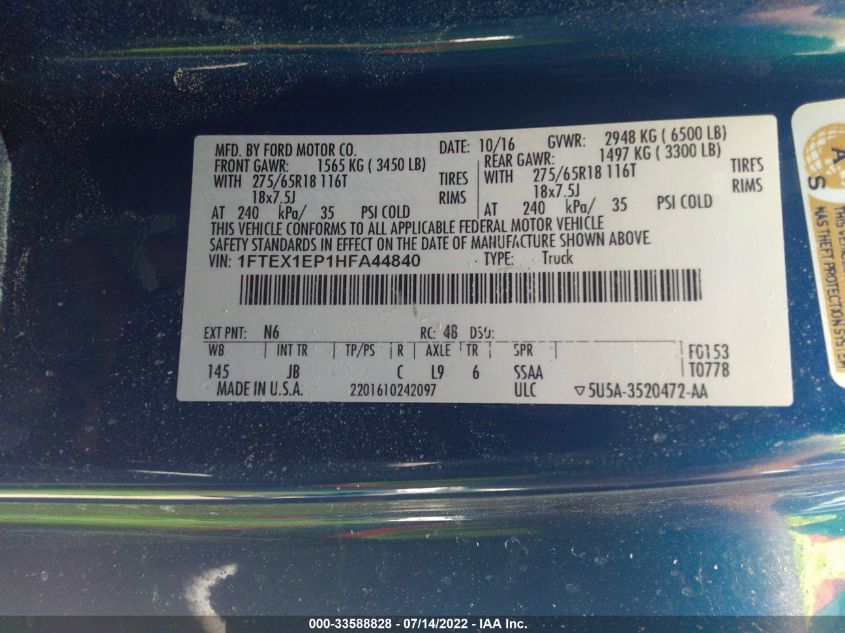 MFD. BY FORD MOTOR CO. DATE: 10/16 GVWR: 2948 KG ( 6500 LB)
FRONT GAWR: 1565 KG ( 3450 LB) REAR GAWR: 1497 KG ( 3300 LB)
WITH 275/65R18 116T TIRES WITH 275/65R18 116T TIRES
18x7.5J RIMS 18x7.5J RIMS
AT 240 kPa/ 35 PSI COLD AT 240 kPa/ 35 PSI COLD
THIS VEHICLE CONFORMS TO ALL APPLICABLE FEDERAL MOTOR VEHICLE
SAFETY STANDARDS IN EFFECT ON THE DATE OF MANUFACTURE SHOWN ABOVE.
VIN: 1FTEX1EP1HFA44840 TYPE: Truck
EXT PNT: N6 RC: 48 DSO:
WB INT TR TP/PS R AXLE TR SPR FG153
145 JB C L9 6 SSAA T0778
MADE IN U.S.A. 2201610242097 ULC ▽5U5A-3520472-AA
A
S
THIS VEHICLE
NAS THEFT PROTECTION SYSTEM
000-33588828 - 07/14/2022 - IAA Inc.